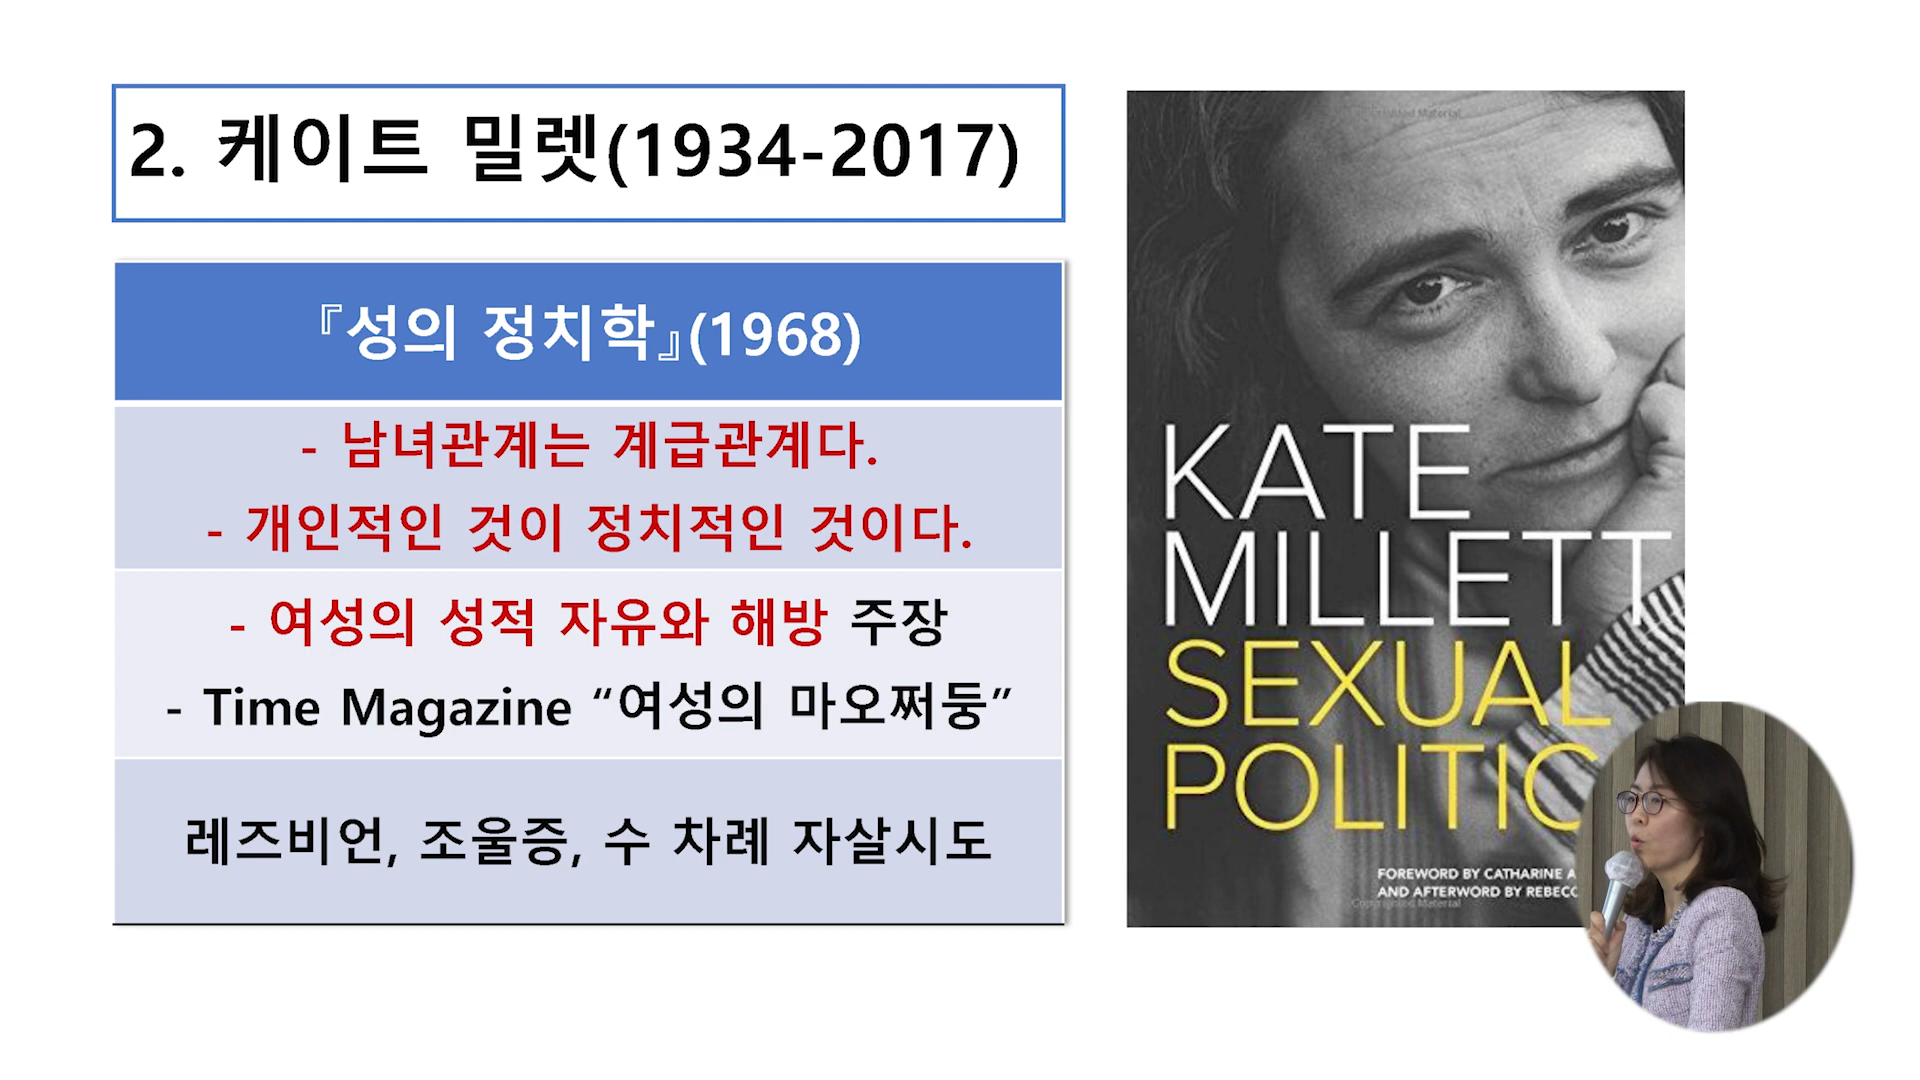 2. 케이트 밀렛(1934-2017)
『성의 정치학』(1968)
- 남녀관계는 계급관계다.
- 개인적인 것이 정치적인 것이다.
- 여성의 성적 자유와 해방 주장
- Time Magazine “여성의 마오쩌둥”
레즈비언, 조울증, 수 차례 자살시도
Copyrighted Material
KATE
MILLETT
SEXUAL
POLITIC
FOREWORD BY CATHARINE A
AND AFTERWORD BY REBECC
Copyrighted Material